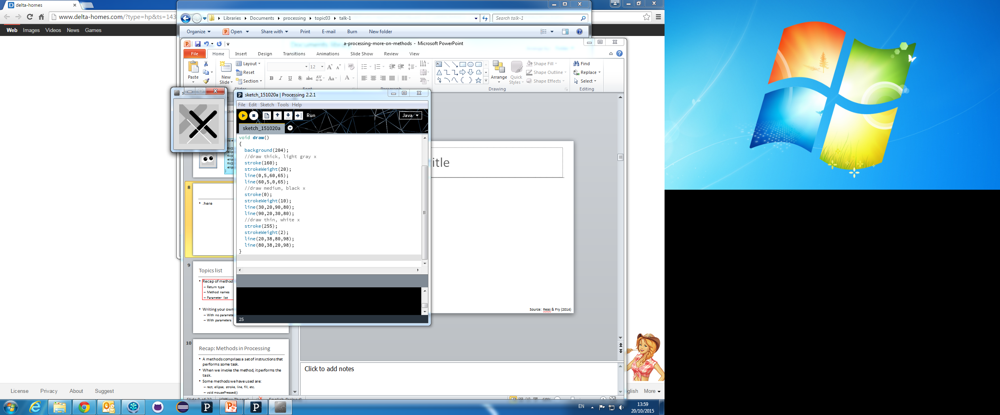 delta-homes
www.delta-homes.com/?type=hp&ts=143
Web Images Videos News Games
Libraries Documents processing topic03 talk-1
Search talk-1
Organize Open Share with Print E-mail Burn New folder
a-processing-more-on-methods - Microsoft PowerPoint
File Home Insert Design Transitions Animations Slide Show Review View
Paste
New Slide
Layout
Reset
Section
Slides
12
Font
Paragraph
Arrange
Quick Styles
Shape Fill
Shape Outline
Shape Effects
Drawing
Find
Replace
Select
Editing
sketch_151020a | Processing 2.2.1
File Edit Sketch Tools Help
Run
Java
sketch_151020a
void draw()
{
background(204);
//draw thick, light gray x
stroke(160);
strokeWeight(20);
line(0,5,60,65);
line(60,5,0,65);
//draw medium, black x
stroke(0);
strokeWeight(10);
line(30,20,90,80);
line(90,20,30,80);
//draw thin, white x
stroke(255);
strokeWeight(2);
line(20,38,80,98);
line(80,38,20,98);
}
25
itle
Source: Reas & Fry (2014)
8
• .here
9
Topics list
• Recap of method
– Return type
– Method names
– Parameter list
• Writing your own
– With no paramete
– With parameters
10
Recap: Methods in Processing
• A methods comprises a set of instructions that
performs some task.
• When we invoke the method, it performs the
task.
• Some methods we have used are:
– rect, ellipse, stroke, line, fill, etc.
– void mousePressed()
Click to add notes
License Privacy About Suggest
glish More
EN
13:59
20/10/2015